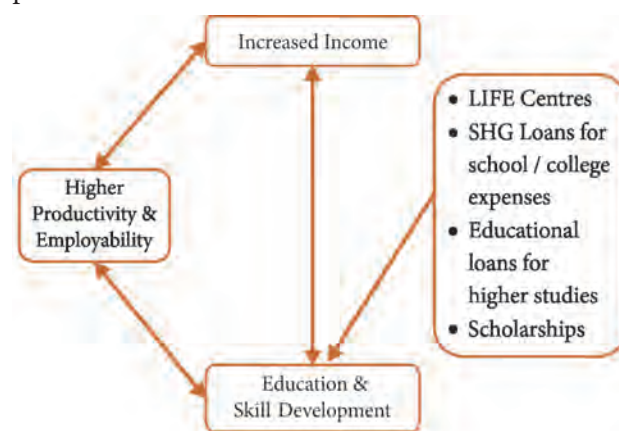 Increased Income
Higher
Productivity &
Employability
• LIFE Centres
• SHG Loans for
school / college
expenses
• Educational
loans for
higher studies
• Scholarships
Education &
Skill Development